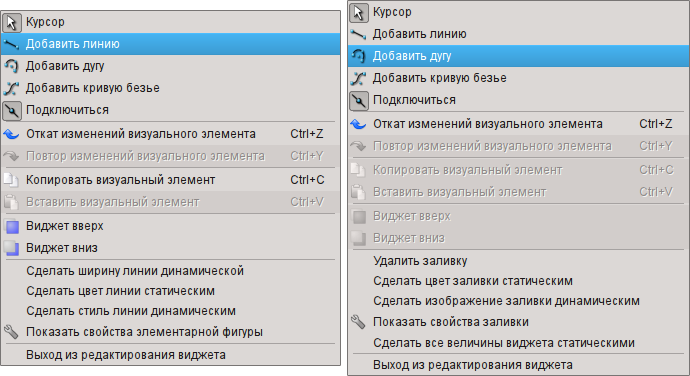 Курсор
Добавить линию
Добавить дугу
Добавить кривую безье
Подключиться
Откат изменений визуального элемента Ctrl+Z
Повтор изменений визуального элемента Ctrl+Y
Копировать визуальный элемент Ctrl+C
Вставить визуальный элемент Ctrl+V
Виджет вверх
Виджет вниз
Сделать ширину линии динамической
Сделать цвет линии статическим
Сделать стиль линии динамическим
Показать свойства элементарной фигуры
Выход из редактирования виджета
Курсор
Добавить линию
Добавить дугу
Добавить кривую безье
Подключиться
Откат изменений визуального элемента Ctrl+Z
Повтор изменений визуального элемента Ctrl+Y
Копировать визуальный элемент Ctrl+C
Вставить визуальный элемент Ctrl+V
Виджет вверх
Виджет вниз
Удалить заливку
Сделать цвет заливки статическим
Сделать изображение заливки динамическим
Показать свойства заливки
Сделать все величины виджета статическими
Выход из редактирования виджета